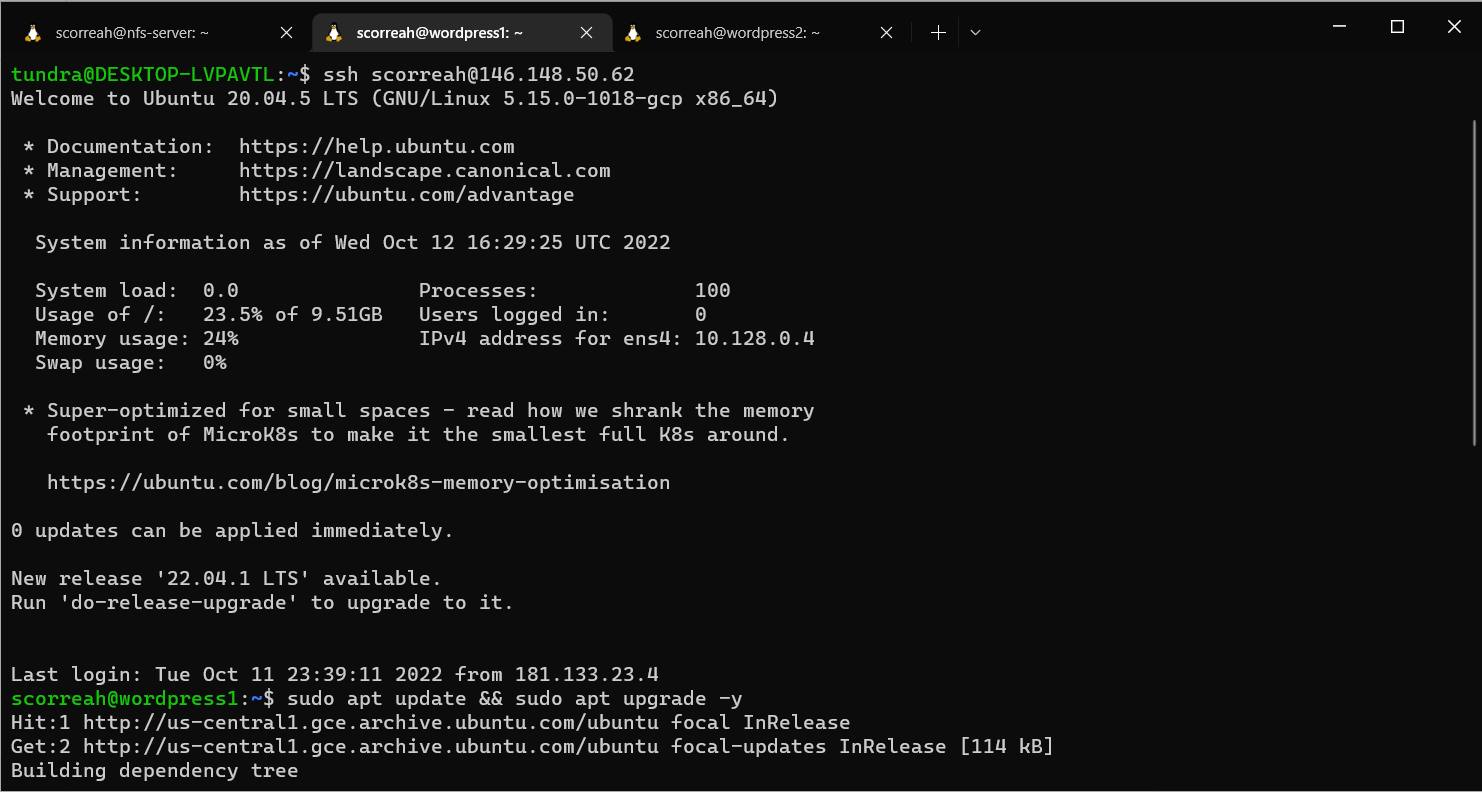 scorreah@nfs-server: ~
scorreah@wordpress1: ~
scorreah@wordpress2: ~
tundra@DESKTOP-LVPAVTL:~$ ssh scorreah@146.148.50.62
Welcome to Ubuntu 20.04.5 LTS (GNU/Linux 5.15.0-1018-gcp x86_64)
* Documentation:  https://help.ubuntu.com
* Management:     https://landscape.canonical.com
* Support:        https://ubuntu.com/advantage
System information as of Wed Oct 12 16:29:25 UTC 2022
System load:  0.0               Processes:             100
Usage of /:   23.5% of 9.51GB   Users logged in:       0
Memory usage: 24%               IPv4 address for ens4: 10.128.0.4
Swap usage:   0%
* Super-optimized for small spaces - read how we shrank the memory
footprint of MicroK8s to make it the smallest full K8s around.
https://ubuntu.com/blog/microk8s-memory-optimisation
0 updates can be applied immediately.
New release '22.04.1 LTS' available.
Run 'do-release-upgrade' to upgrade to it.
Last login: Tue Oct 11 23:39:11 2022 from 181.133.23.4
scorreah@wordpress1:~$ sudo apt update && sudo apt upgrade -y
Hit:1 http://us-central1.gce.archive.ubuntu.com/ubuntu focal InRelease
Get:2 http://us-central1.gce.archive.ubuntu.com/ubuntu focal-updates InRelease [114 kB]
Building dependency tree